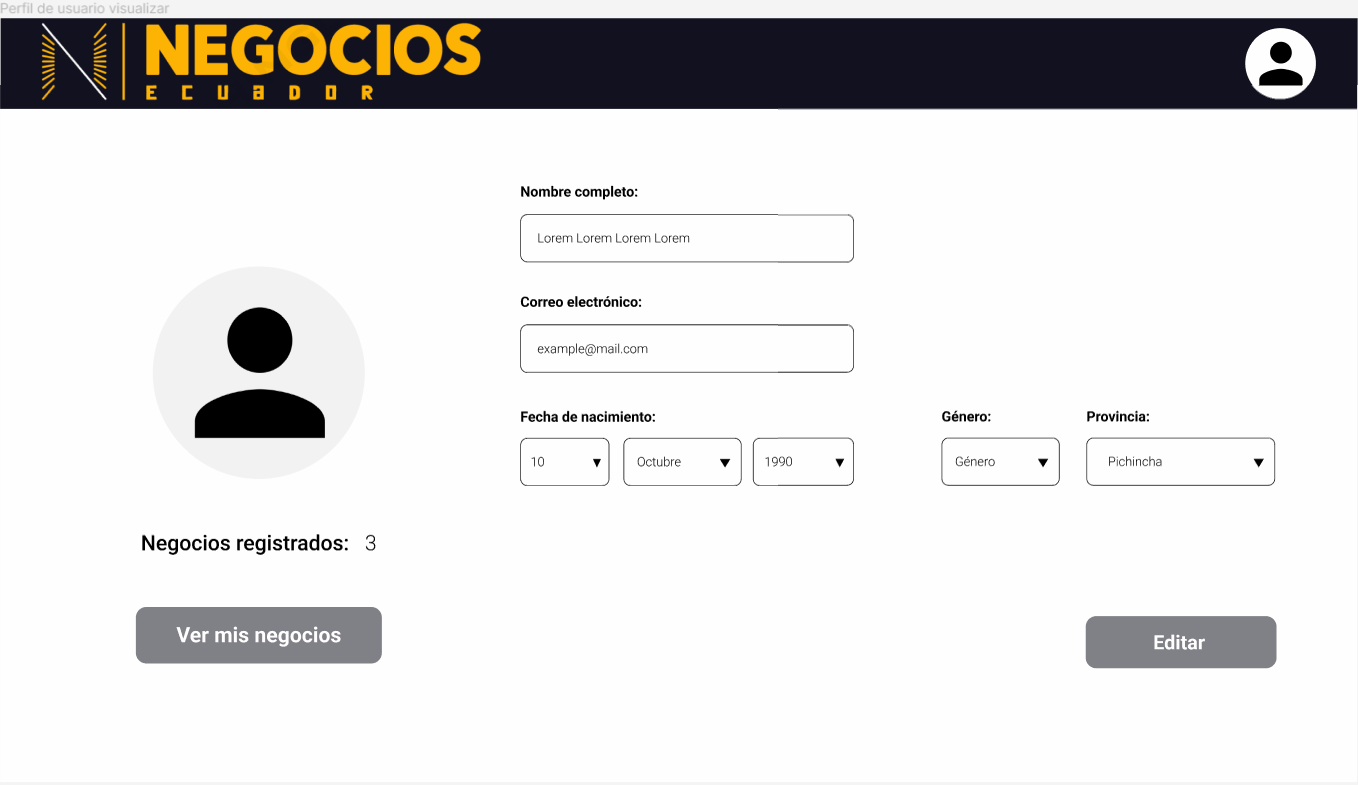 Perfil de usuario visualizar
NEGOCIOS
ECUADOR
Nombre completo:
Lorem Lorem Lorem Lorem
Correo electrónico:
example@mail.com
Fecha de nacimiento:
10
Octubre
1990
Género:
Género
Provincia:
Pichincha
Negocios registrados: 3
Ver mis negocios
Editar